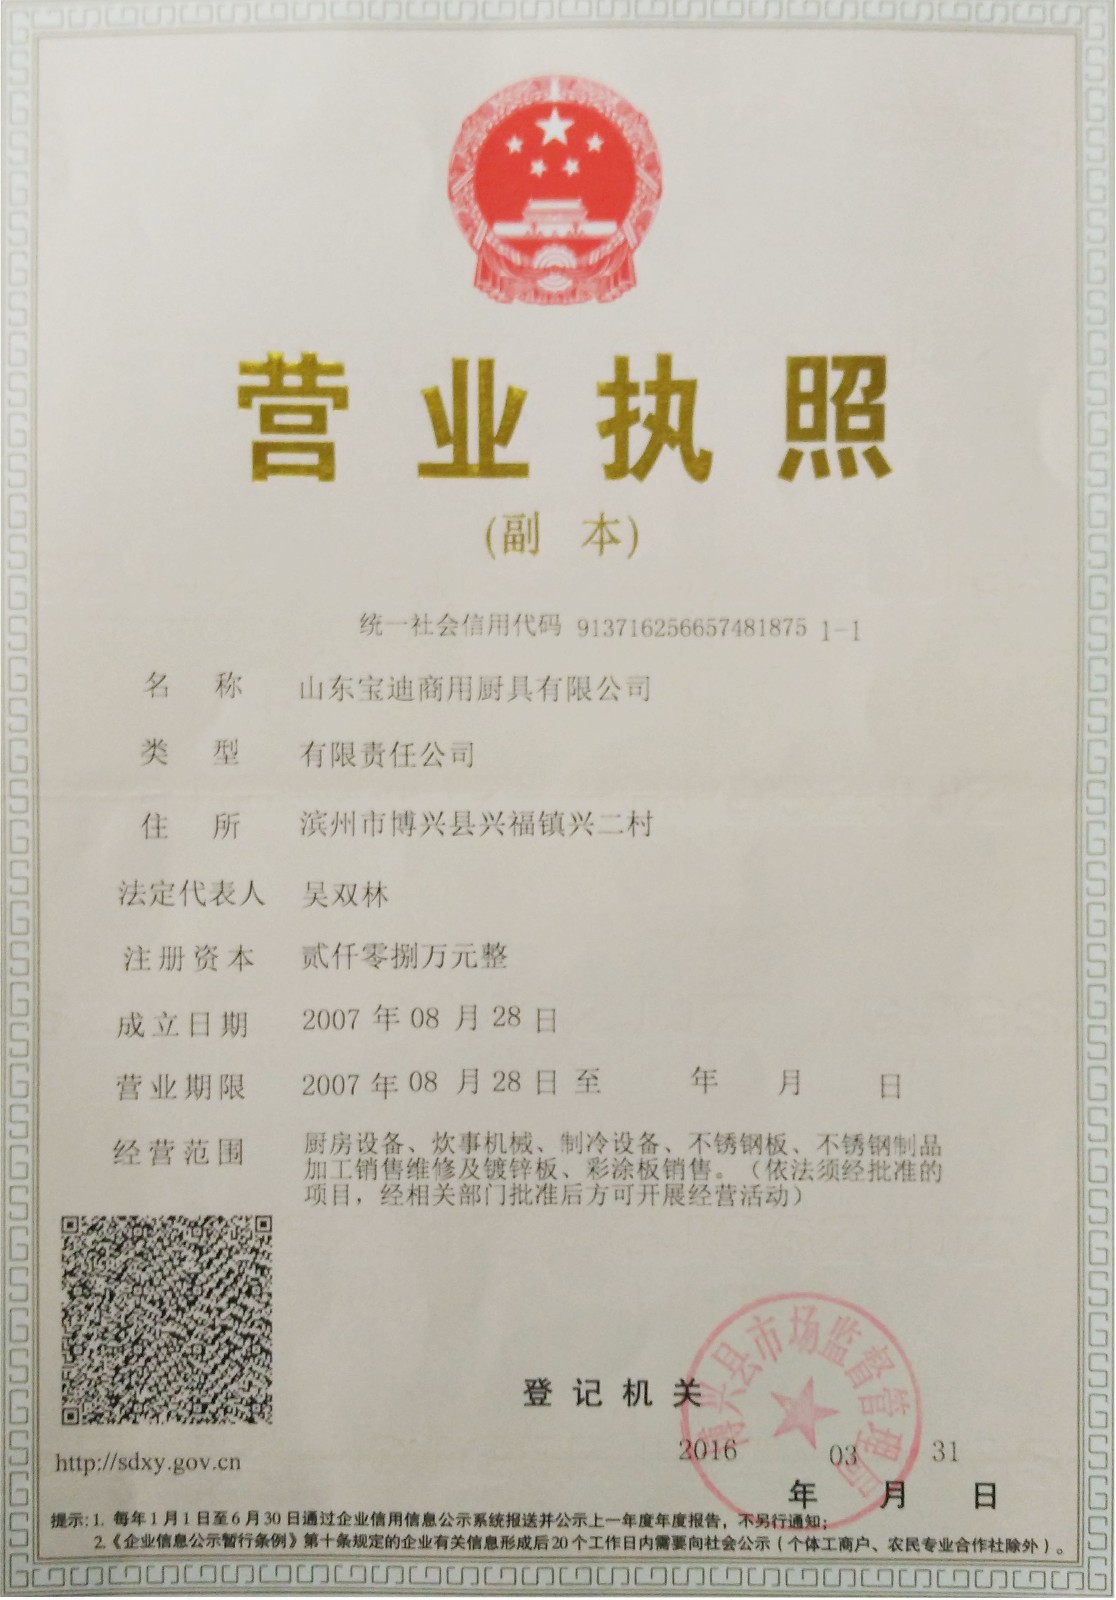 营业执照
(副 本)
统一社会信用代码 913716256657481875 1-1
名 称 山东宝迪商用厨具有限公司
类 型 有限责任公司
住 所 滨州市博兴县兴福镇兴二村
法定代表人 吴双林
注册资本 贰仟零捌万元整
成立日期 2007 年 08 月 28 日
营业期限 2007 年 08 月 28 日 至 年 月 日
经营范围 厨房设备、炊事机械、制冷设备、不锈钢板、不锈钢制品
加工销售维修及镀锌板、彩涂板销售。（依法须经批准的
项目，经相关部门批准后方可开展经营活动）
博兴县市场监督管理局
登记机关
2016 03 31
年 月 日
http://sdxy.gov.cn
提示: 1. 每年1月1日至6月30日通过企业信用信息公示系统报送并公示上一年度年度报告，不另行通知；
2.《企业信息公示暂行条例》第十条规定的企业有关信息形成后20个工作日内需要向社会公示（个体工商户、农民专业合作社除外）。